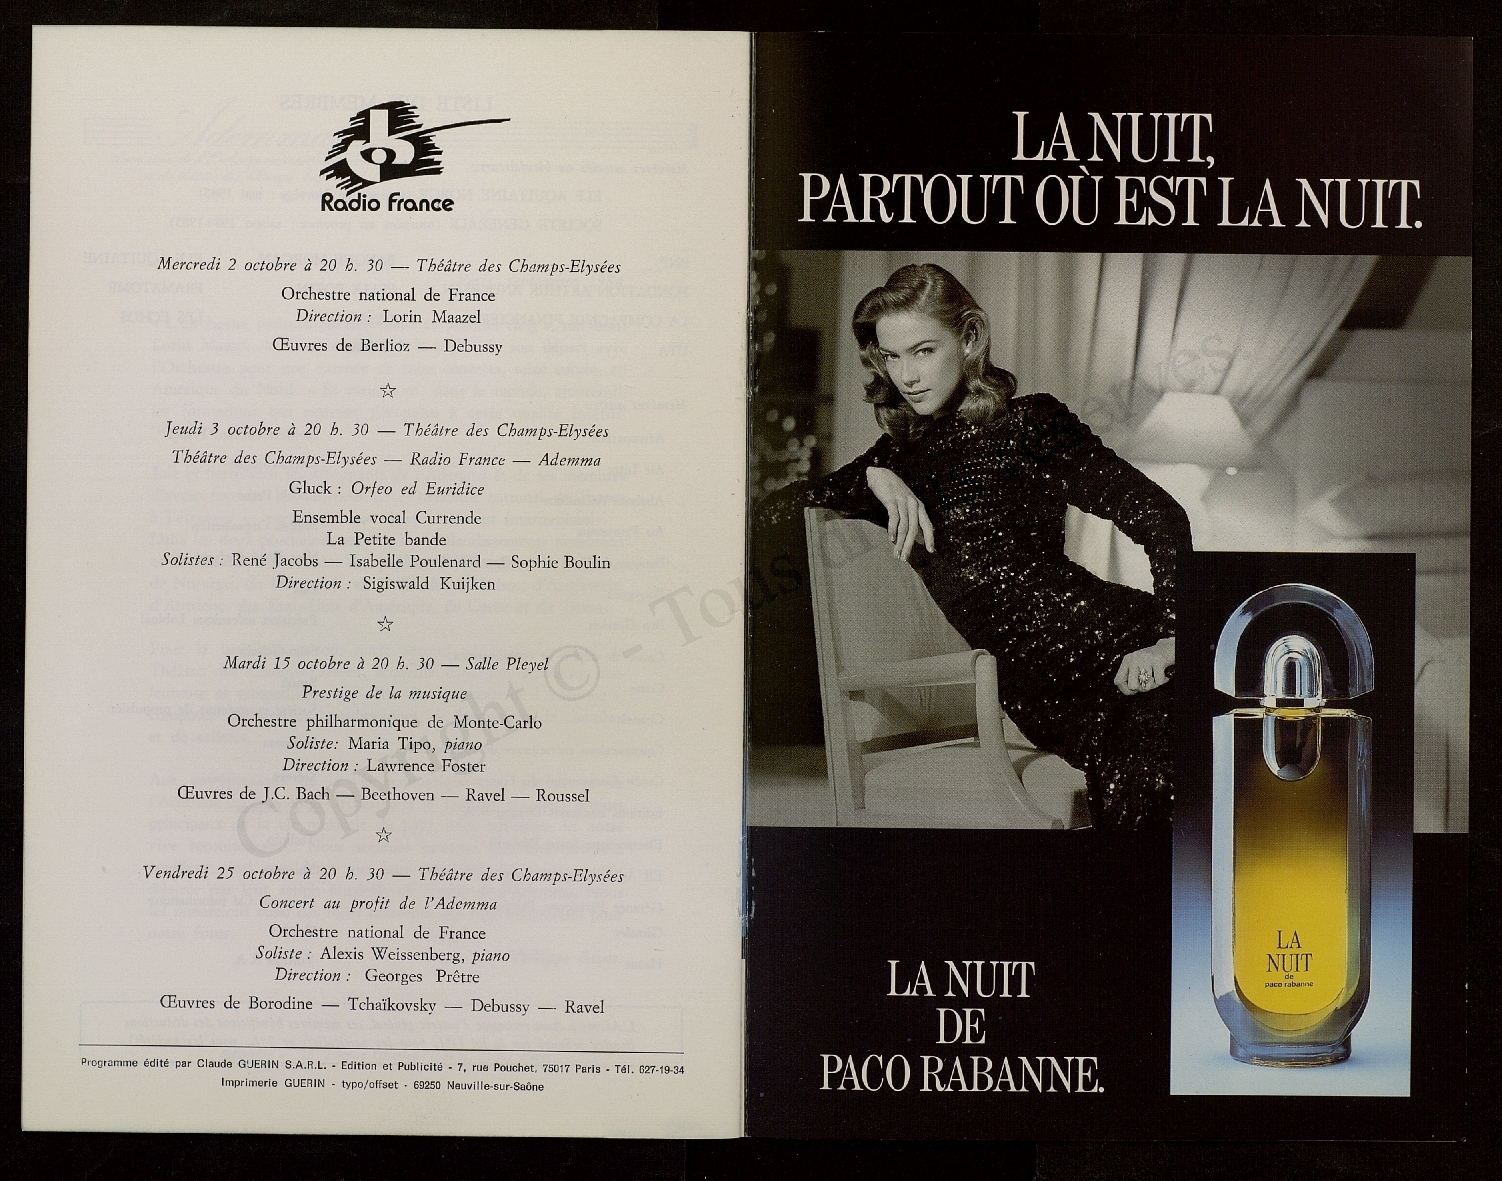 Radio France
Mercredi 2 octobre à 20 h. 30 — Théâtre des Champs-Elysées
Orchestre national de France
Direction : Lorin Maazel
Œuvres de Berlioz — Debussy
Jeudi 3 octobre à 20 h. 30 — Théâtre des Champs-Elysées
Théâtre des Champs-Elysées — Radio France — Ademma
Gluck : Orfeo ed Euridice
Ensemble vocal Currende
La Petite bande
Solistes : René Jacobs — Isabelle Poulenard — Sophie Boulin
Direction : Sigiswald Kuijken
Mardi 15 octobre à 20 h. 30 — Salle Pleyel
Prestige de la musique
Orchestre philharmonique de Monte-Carlo
Soliste: Maria Tipo, piano
Direction : Lawrence Foster
Œuvres de J.C. Bach — Beethoven — Ravel — Roussel
Vendredi 25 octobre à 20 h. 30 — Théâtre des Champs-Elysées
Concert au profit de l'Ademma
Orchestre national de France
Soliste : Alexis Weissenberg, piano
Direction : Georges Prêtre
Œuvres de Borodine — Tchaïkovsky — Debussy — Ravel
Programme édité par Claude GUERIN S.A.R.L. - Edition et Publicité - 7, rue Pouchet, 75017 Paris - Tél. 627-19-34
Imprimerie GUERIN - typo/offset - 69250 Neuville-sur-Saône
LA NUIT,
PARTOUT OÙ EST LA NUIT.
LA
NUIT
de
paco rabanne
LA NUIT
DE
PACO RABANNE.
Copyright © - Tous